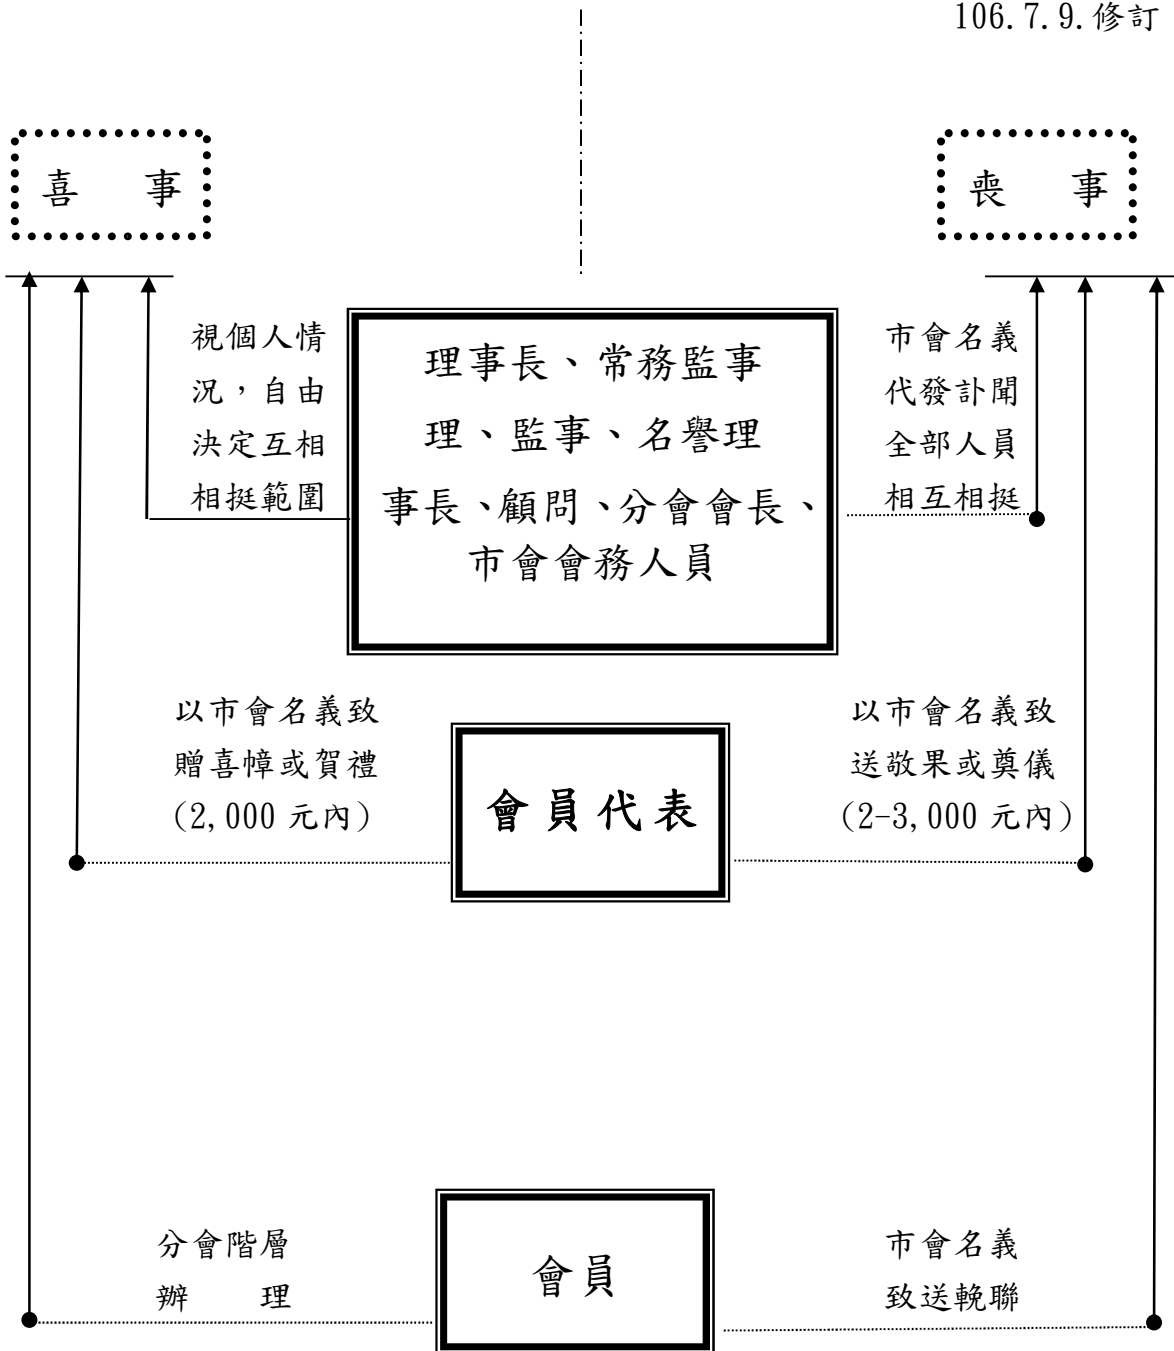 106.7.9.修訂
喜 事
喪 事
視個人情
況，自由
決定互相
相挺範圍
理事長、常務監事
理、監事、名譽理
事長、顧問、分會會長、
市會會務人員
市會名義
代發訃聞
全部人員
相互相挺
以市會名義致
贈喜幛或賀禮
(2,000 元內)
會員代表
以市會名義致
送敬果或奠儀
(2-3,000 元內)
分會階層
辦 理
會員
市會名義
致送輓聯